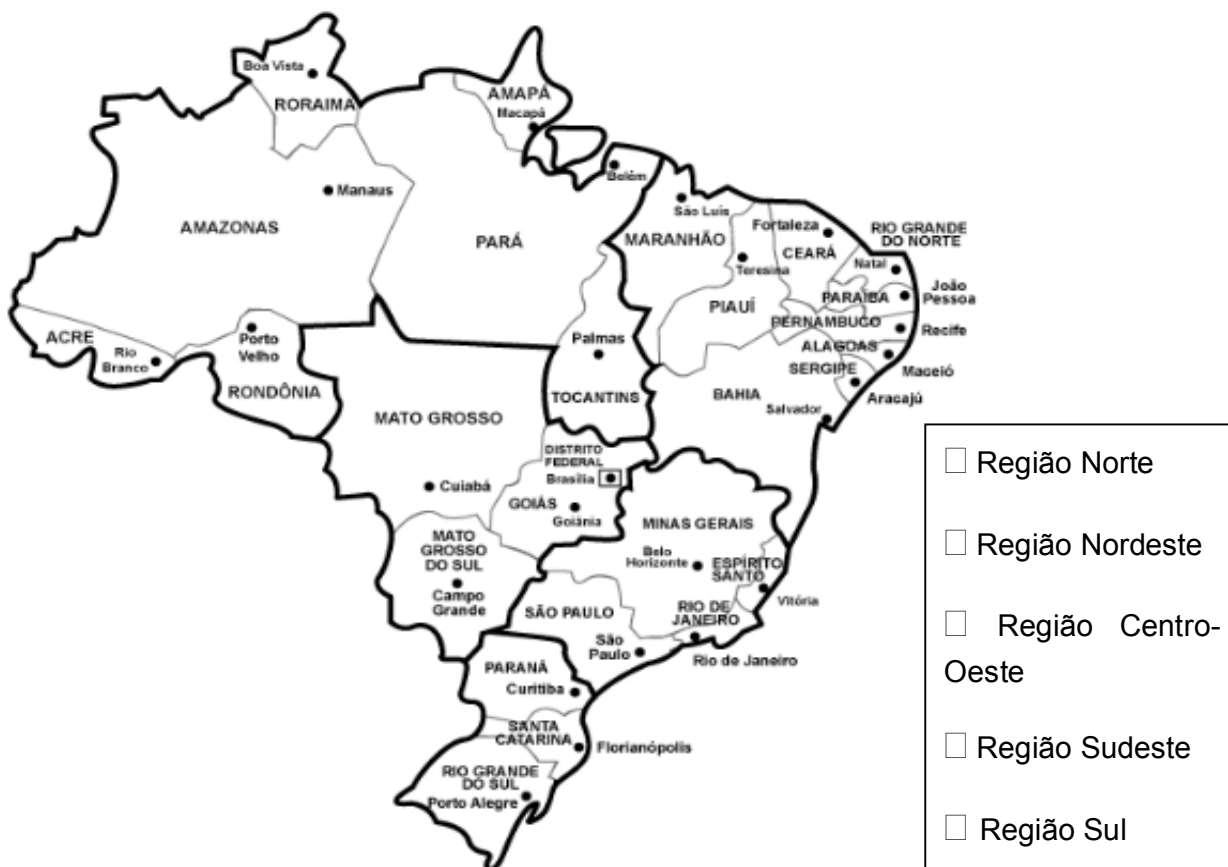 Boa Vista
RORAIMA
AMAPÁ
Macapá
Manaus
Belém
AMAZONAS
PARÁ
São Luís
MARANHÃO
Fortaleza
CEARÁ
RIO GRANDE
DO NORTE
Natal
Teresina
PIAUÍ
PARAÍBA
João
Pessoa
PERNAMBUCO
Recife
ACRE
Rio
Branco
Porto
Velho
RONDÔNIA
Palmas
TOCANTINS
ALAGOAS
Maceió
SERGIPE
Aracajú
BAHIA
Salvador
MATO GROSSO
Cuiabá
DISTRITO
FEDERAL
Brasília
GOIÁS
Goiânia
MATO
GROSSO
DO SUL
Campo
Grande
MINAS GERAIS
Belo
Horizonte
ESPÍRITO
SANTO
Vitória
SÃO PAULO
São
Paulo
RIO DE
JANEIRO
Rio de Janeiro
PARANÁ
Curitiba
SANTA
CATARINA
Florianópolis
RIO GRANDE
DO SUL
Porto Alegre
□ Região Norte
□ Região Nordeste
□ Região Centro-
Oeste
□ Região Sudeste
□ Região Sul